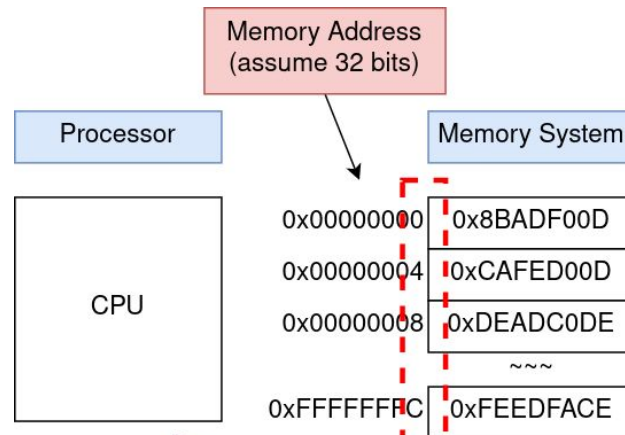 Memory Address
(assume 32 bits)
Processor
Memory System
CPU
0x00000000 0x8BADF00D
0x00000004 0xCAFED00D
0x00000008 0xDEADC0DE
~~~
0xFFFFFFFC 0xFEEDFACE